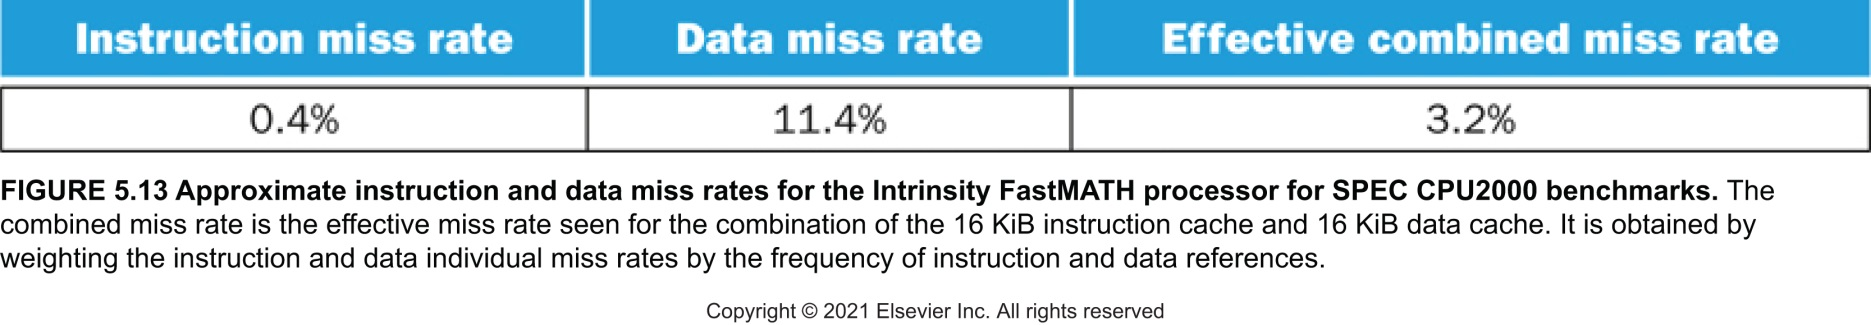 Instruction miss rate Data miss rate Effective combined miss rate
0.4% 11.4% 3.2%
FIGURE 5.13 Approximate instruction and data miss rates for the Intrinsity FastMATH processor for SPEC CPU2000 benchmarks. The
combined miss rate is the effective miss rate seen for the combination of the 16 KiB instruction cache and 16 KiB data cache. It is obtained by
weighting the instruction and data individual miss rates by the frequency of instruction and data references.
Copyright © 2021 Elsevier Inc. All rights reserved